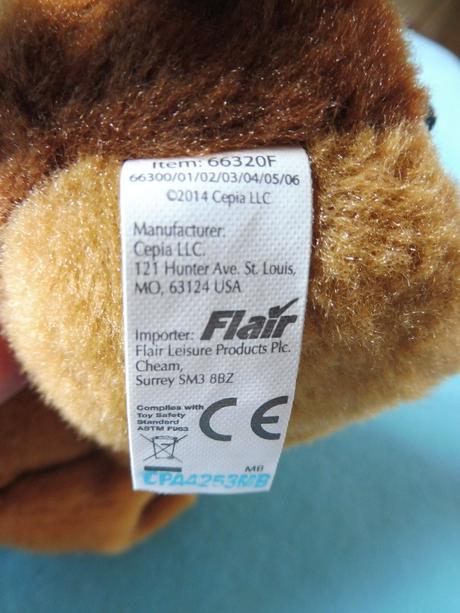 Item: 66320F
66300/01/02/03/04/05/06
©2014 Cepia LLC
Manufacturer:
Cepia LLC.
121 Hunter Ave. St. Louis,
MO, 63124 USA
Importer: Flair
Flair Leisure Products Plc.
Cheam,
Surrey SM3 8BZ
Complies with
Toy Safety
Standard
ASTM F963
CE
MB
CPA4253MB